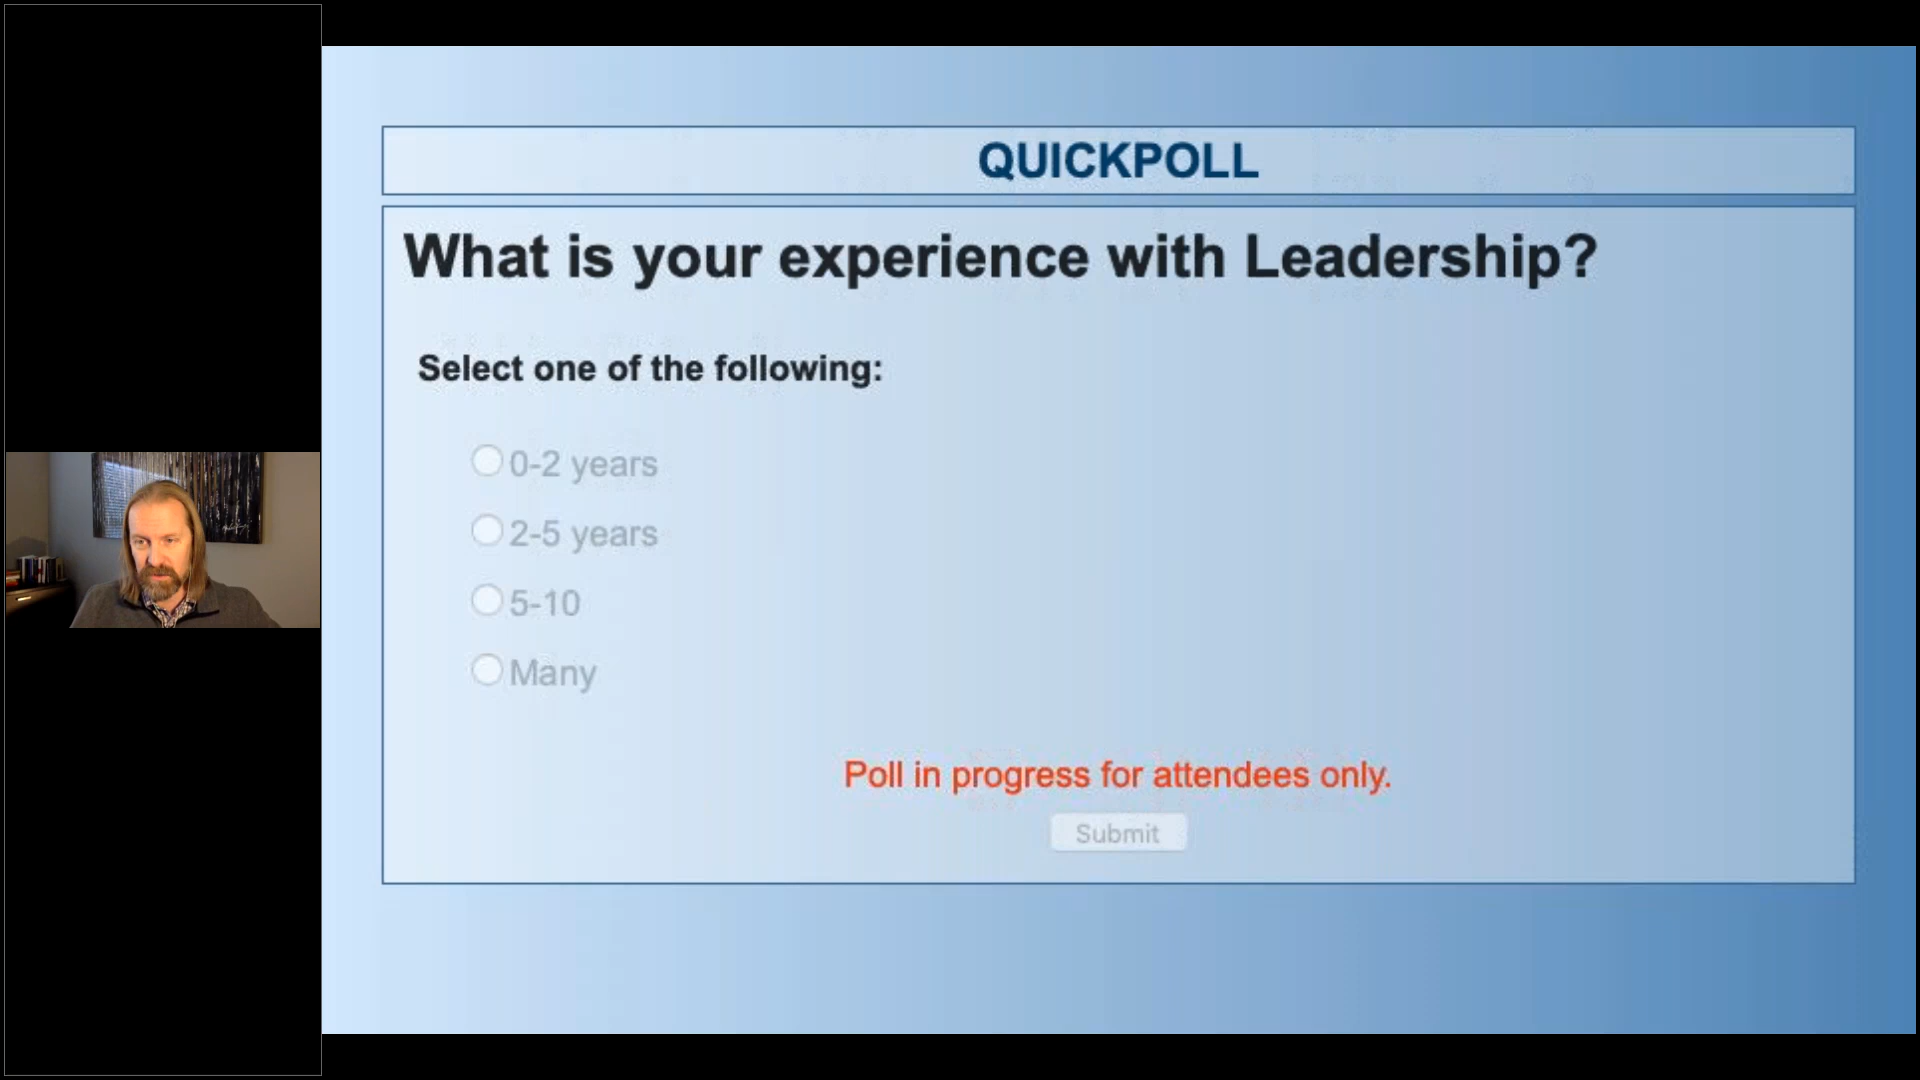 QUICKPOLL
What is your experience with Leadership?
Select one of the following:
0-2 years
2-5 years
5-10
Many
Poll in progress for attendees only.
Submit